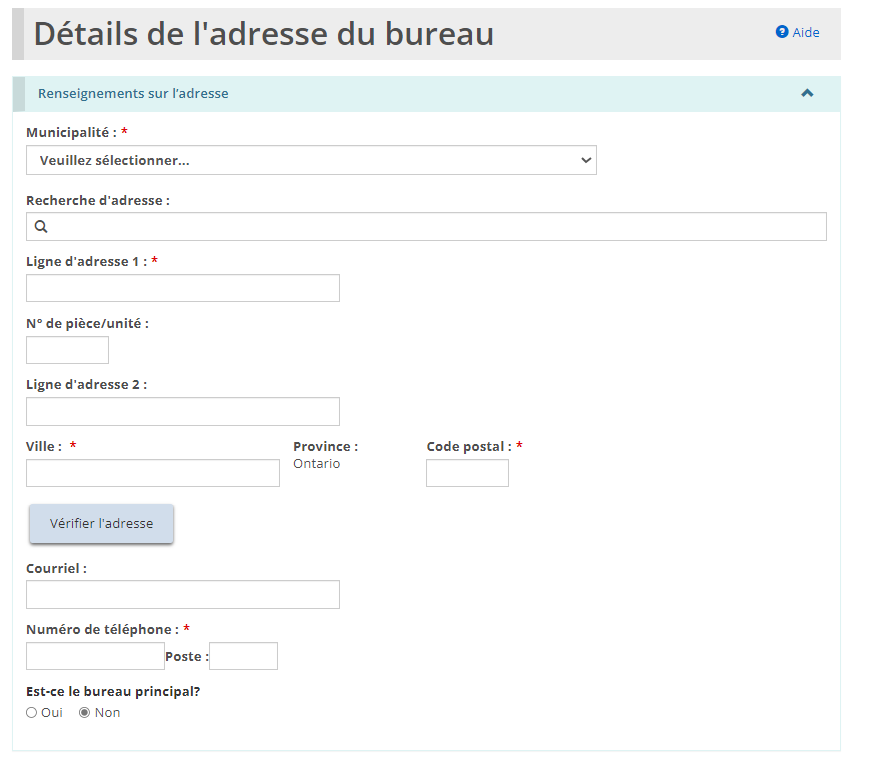 Détails de l'adresse du bureau
Aide
Renseignements sur l'adresse
Municipalité : *
Veuillez sélectionner...
Recherche d'adresse :
Ligne d'adresse 1 : *
N° de pièce/unité :
Ligne d'adresse 2 :
Ville : * Province : Code postal : *
Ontario
Vérifier l'adresse
Courriel :
Numéro de téléphone : *
Poste :
Est-ce le bureau principal?
Oui Non